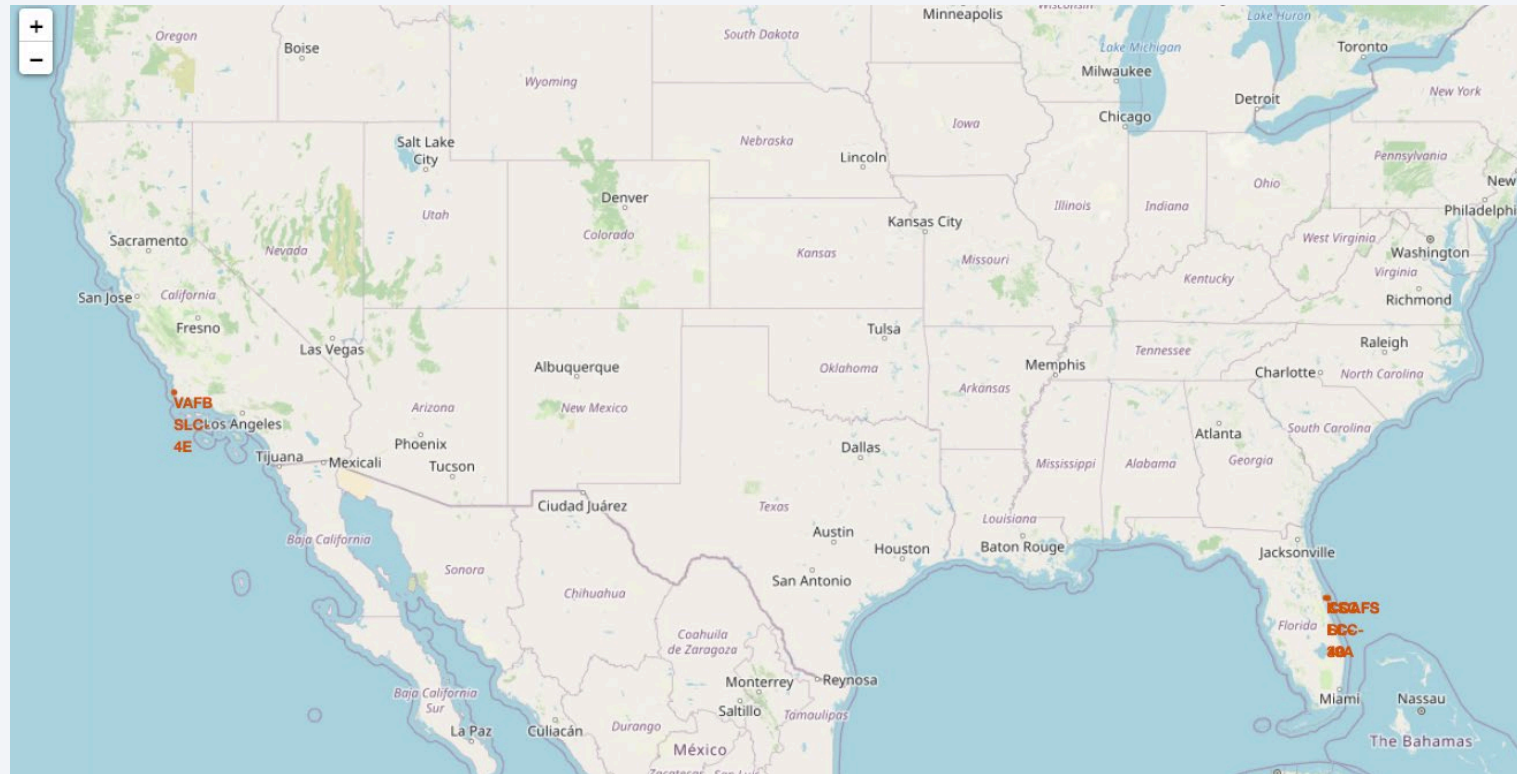 +
−
Oregon
Boise
South Dakota
Minneapolis
Wisconsin
Lake Huron
Toronto
Lake Michigan
Milwaukee
Wyoming
Detroit
New York
Chicago
Iowa
Nebraska
Salt Lake
City
Lincoln
Pennsylvania
New
Ohio
Denver
Utah
Illinois
Indiana
Philadelphi
Kansas City
Colorado
Sacramento
Nevada
Kansas
Missouri
West Virginia
Washington
Kentucky
Virginia
San Jose
California
Richmond
Fresno
Las Vegas
Tulsa
Raleigh
Tennessee
Albuquerque
Oklahoma
Memphis
Charlotte
North Carolina
Arkansas
VAFB
SLC-
4E
Los Angeles
Arizona
New Mexico
South Carolina
Phoenix
Atlanta
Dallas
Tijuana
Mexicali
Tucson
Mississippi
Alabama
Georgia
Ciudad Juárez
Texas
Louisiana
Austin
Baja California
Houston
Baton Rouge
Jacksonville
Sonora
San Antonio
Chihuahua
Florida
Coahuila
de Zaragoza
Monterrey
Reynosa
Miami
Nassau
Baja California
Sur
Saltillo
Tamaulipas
La Paz
Culiacán
Durango
México
The Bahamas
Zacatecas
San Luis